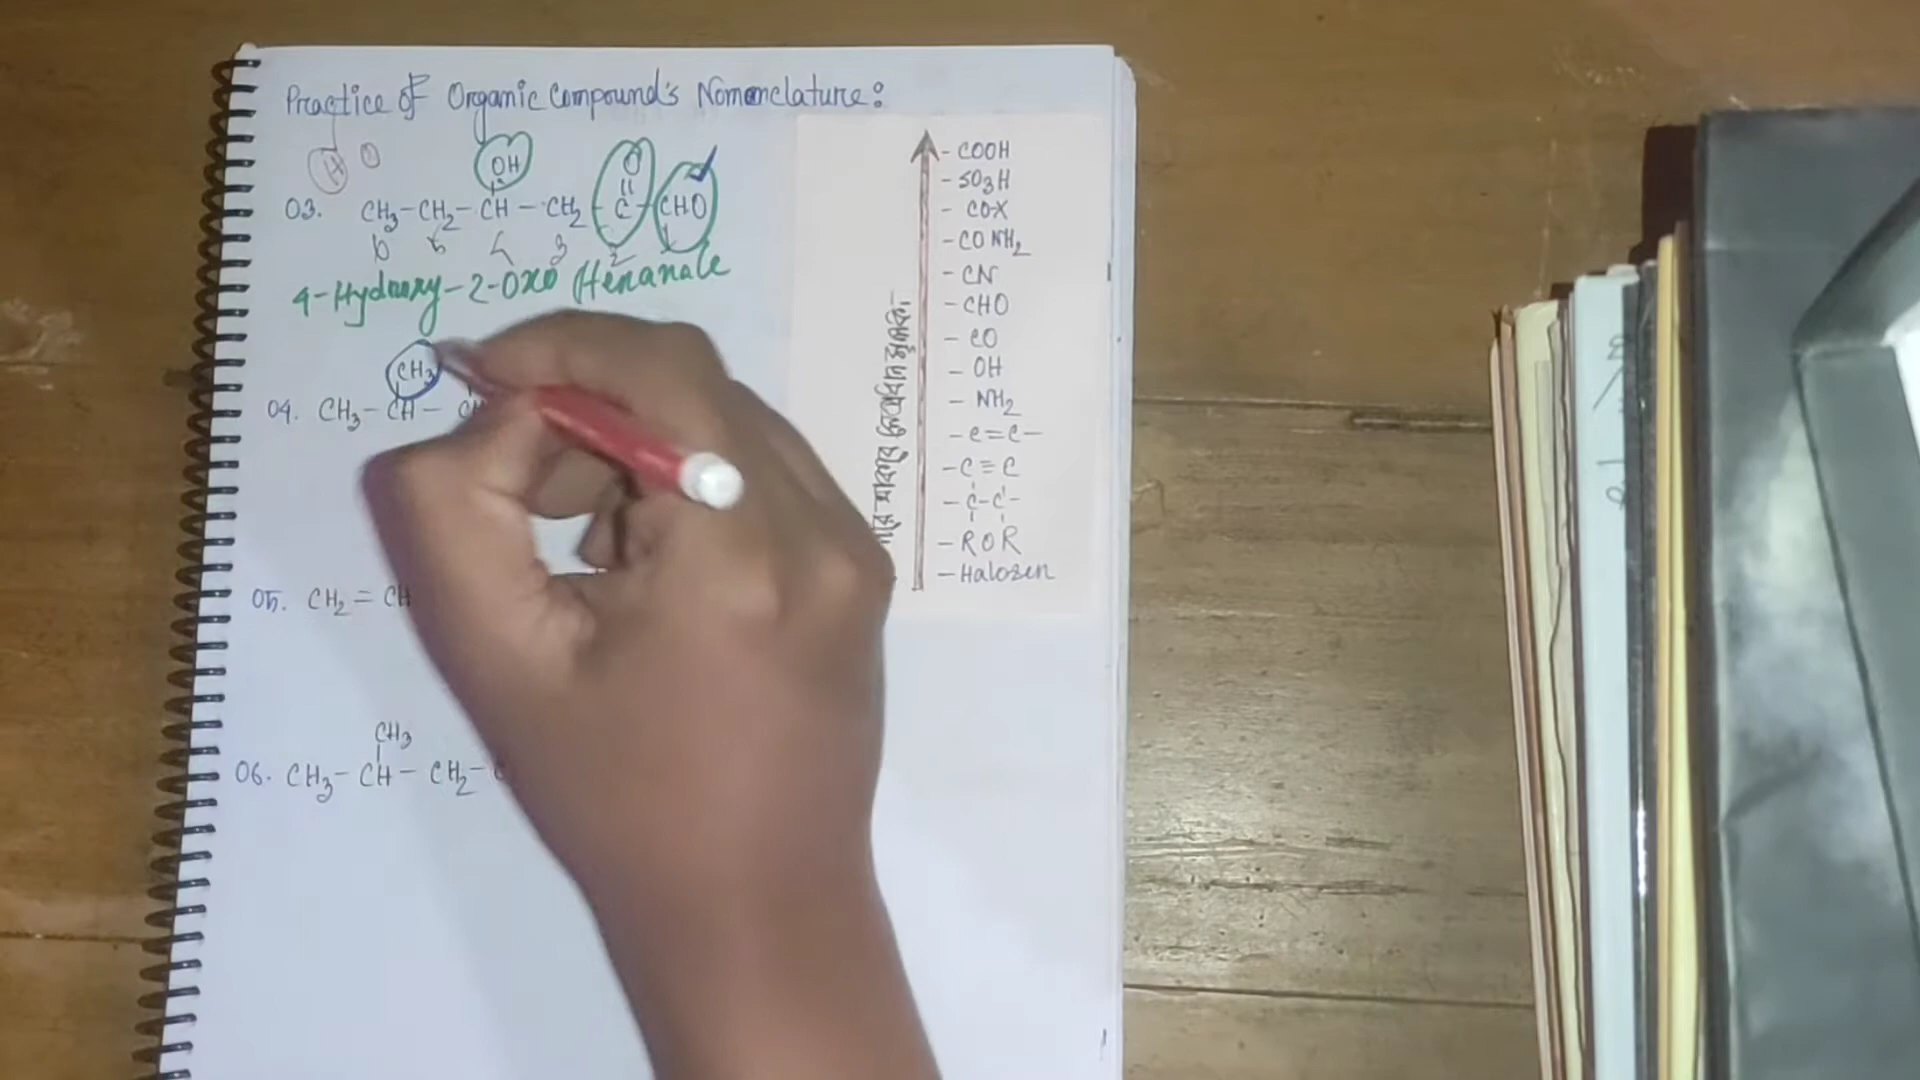 Practice of Organic Compound's Nomenclature:
OH O
03. CH₃-CH₂-CH-CH₂-C-CHO
6 5 4 3 2 1
4-Hydroxy-2-Oxo Hexanale
CH₃
04. CH₃-CH-CH
05. CH₂=CH
CH₃
06. CH₃-CH-CH₂-C
-COOH
-SO₃H
-COX
-CONH₂
-CN
-CHO
-CO
-OH
-NH₂
-C=C-
-C≡C
-C-C-
-ROR
-Halozen